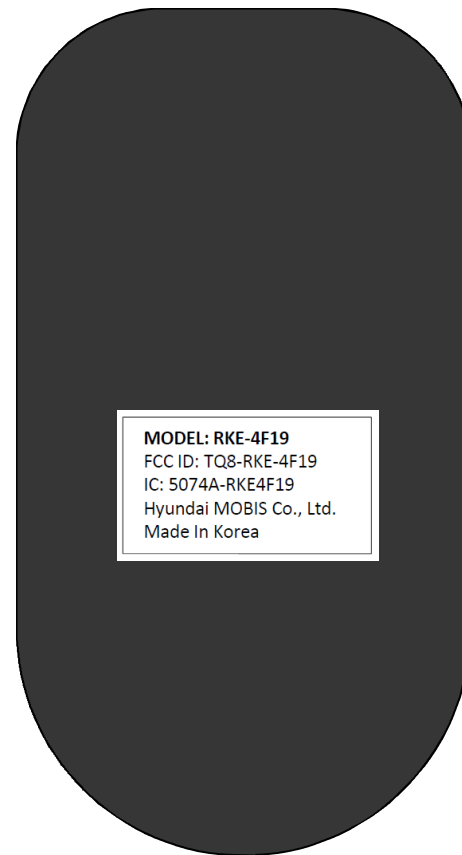 MODEL: RKE-4F19
FCC ID: TQ8-RKE-4F19
IC: 5074A-RKE4F19
Hyundai MOBIS Co., Ltd.
Made In Korea